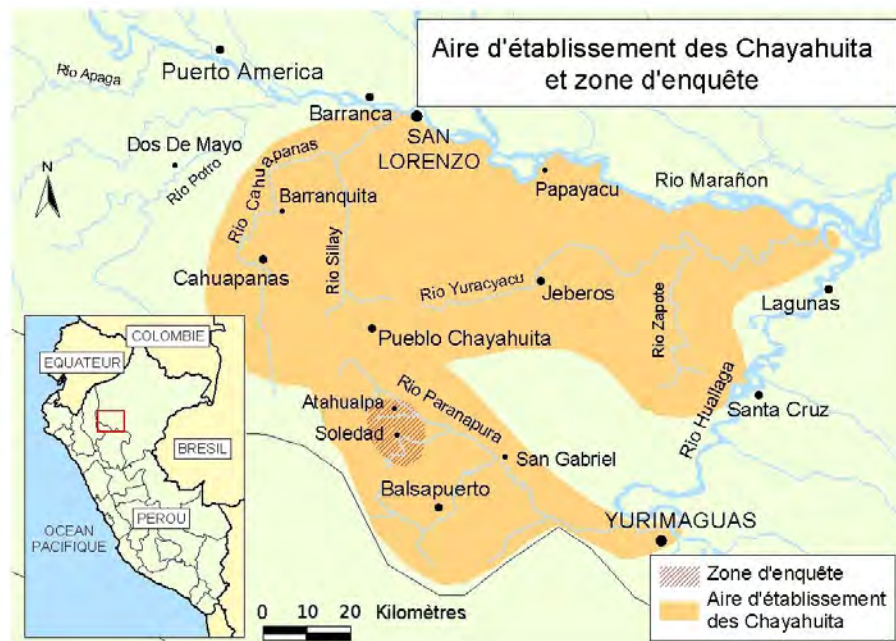 Aire d'établissement des Chayahuita
et zone d'enquête
Puerto America
Rio Apaga
Barranca
SAN
LORENZO
Dos De Mayo
Rio Potro
Rio Cahuapanas
Barranquita
Papayacu
Rio Marañon
Rio Sillay
Cahuapanas
Rio Yuracyacu
Jeberos
Rio Zapote
Lagunas
Pueblo Chayahuita
Rio Huallaga
Santa Cruz
Rio Paranapura
Atahualpa
Soledad
San Gabriel
Balsapuerto
YURIMAGUAS
N
COLOMBIE
EQUATEUR
BRESIL
PEROU
OCEAN
PACIFIQUE
0 10 20 Kilomètres
Zone d'enquête
Aire d'établissement
des Chayahuita